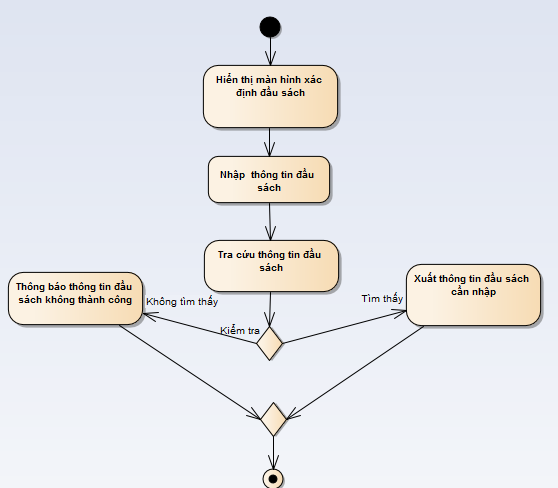 Hiển thị màn hình xác
định đầu sách
Nhập thông tin đầu
sách
Tra cứu thông tin đầu
sách
Thông báo thông tin đầu
sách không thành công
Không tìm thấy
Kiểm tra
Tìm thấy
Xuất thông tin đầu sách
cần nhập